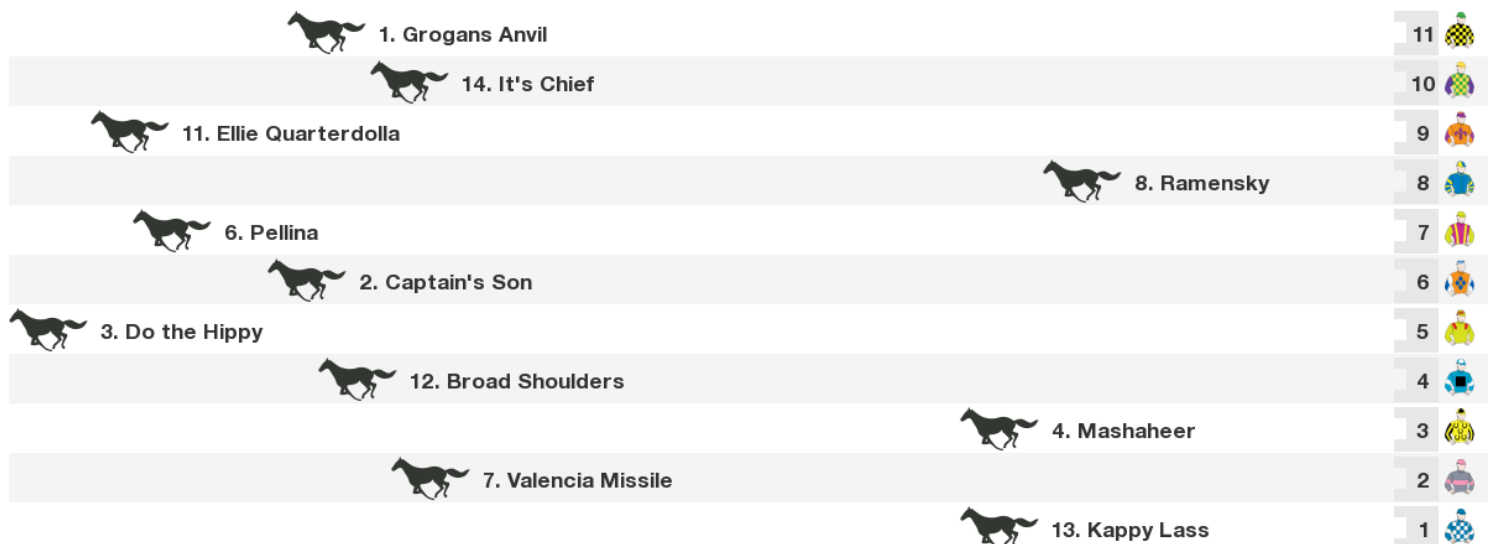 1. Grogans Anvil 11
14. It's Chief 10
11. Ellie Quarterdolla 9
8. Ramensky 8
6. Pellina 7
2. Captain's Son 6
3. Do the Hippy 5
12. Broad Shoulders 4
4. Mashaheer 3
7. Valencia Missile 2
13. Kappy Lass 1